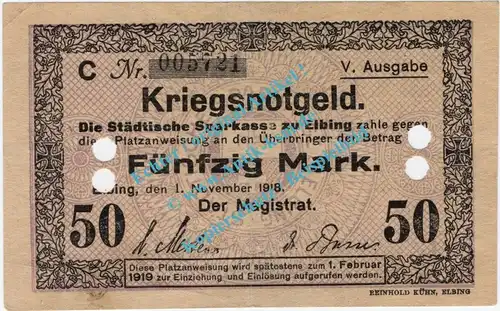 C Nr. 005721 V. Ausgabe
Kriegsnotgeld.
Die Städtische Sparkasse zu Elbing zahle gegen
diese Platzanweisung an den Überbringer den Betrag
Fünfzig Mark.
Elbing, den 1. November 1918.
50 Der Magistrat. 50
Diese Platzanweisung wird spätestens zum 1. Februar
1919 zur Einziehung und Einlösung aufgerufen werden.
REINHOLD KÜHN, ELBING